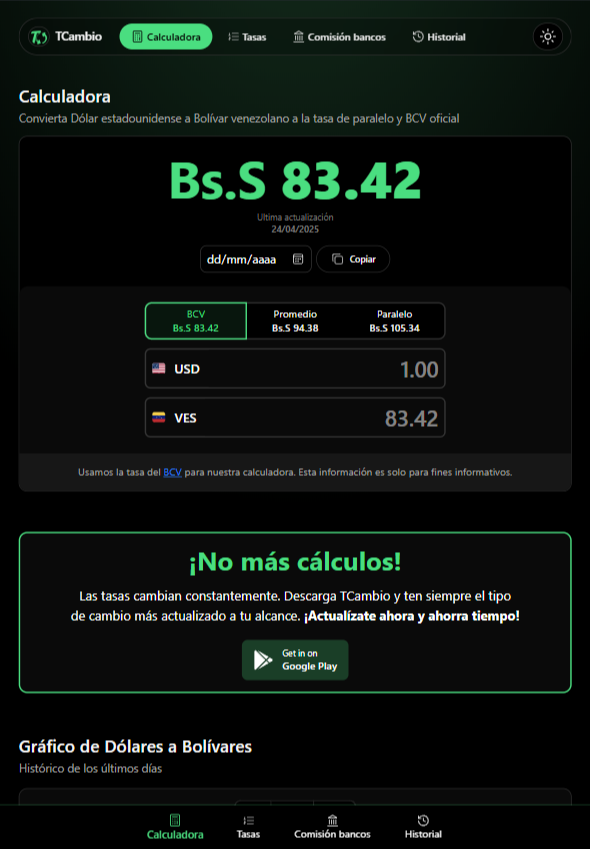 TCambio
Calculadora
Tasas
Comisión bancos
Historial
Calculadora
Convierta Dólar estadounidense a Bolívar venezolano a la tasa de paralelo y BCV oficial
Bs.S 83.42
Ultima actualización
24/04/2025
dd/mm/aaaa
Copiar
BCV
Bs.S 83.42
Promedio
Bs.S 94.38
Paralelo
Bs.S 105.34
USD
1.00
VES
83.42
Usamos la tasa del BCV para nuestra calculadora. Esta información es solo para fines informativos.
¡No más cálculos!
Las tasas cambian constantemente. Descarga TCambio y ten siempre el tipo
de cambio más actualizado a tu alcance. ¡Actualízate ahora y ahorra tiempo!
Get in on
Google Play
Gráfico de Dólares a Bolívares
Histórico de los últimos días
Calculadora
Tasas
Comisión bancos
Historial